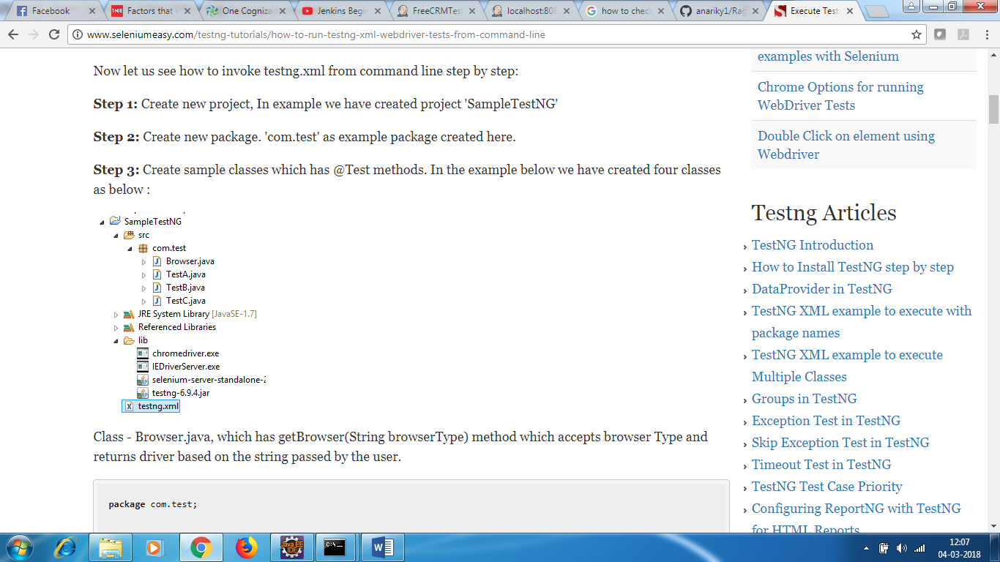 Facebook
Factors that
One Cogniza
Jenkins Begin
FreeCRMTes
localhost:808
how to check
anariky1/Rag
Execute Test
www.seleniumeasy.com/testng-tutorials/how-to-run-testng-xml-webdriver-tests-from-command-line
Now let us see how to invoke testng.xml from command line step by step:
Step 1: Create new project, In example we have created project 'SampleTestNG'
Step 2: Create new package. 'com.test' as example package created here.
Step 3: Create sample classes which has @Test methods. In the example below we have created four classes
as below :
SampleTestNG
src
com.test
Browser.java
TestA.java
TestB.java
TestC.java
JRE System Library [JavaSE-1.7]
Referenced Libraries
lib
chromedriver.exe
IEDriverServer.exe
selenium-server-standalone-2
testng-6.9.4.jar
testng.xml
Class - Browser.java, which has getBrowser(String browserType) method which accepts browser Type and
returns driver based on the string passed by the user.
package com.test;
examples with Selenium
Chrome Options for running
WebDriver Tests
Double Click on element using
Webdriver
Testng Articles
TestNG Introduction
How to Install TestNG step by step
DataProvider in TestNG
TestNG XML example to execute with
package names
TestNG XML example to execute
Multiple Classes
Groups in TestNG
Exception Test in TestNG
Skip Exception Test in TestNG
Timeout Test in TestNG
TestNG Test Case Priority
Configuring ReportNG with TestNG
for HTML Reports
12:07
04-03-2018